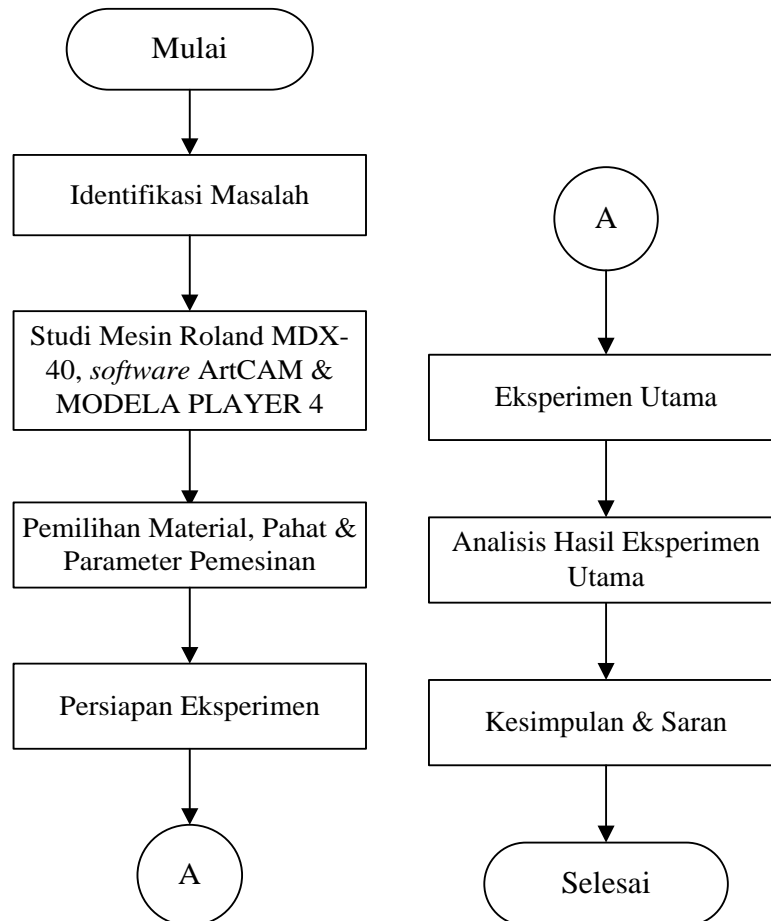 Mulai
Identifikasi Masalah
Studi Mesin Roland MDX-
40, software ArtCAM &
MODELA PLAYER 4
Pemilihan Material, Pahat &
Parameter Pemesinan
Persiapan Eksperimen
A
A
Eksperimen Utama
Analisis Hasil Eksperimen
Utama
Kesimpulan & Saran
Selesai